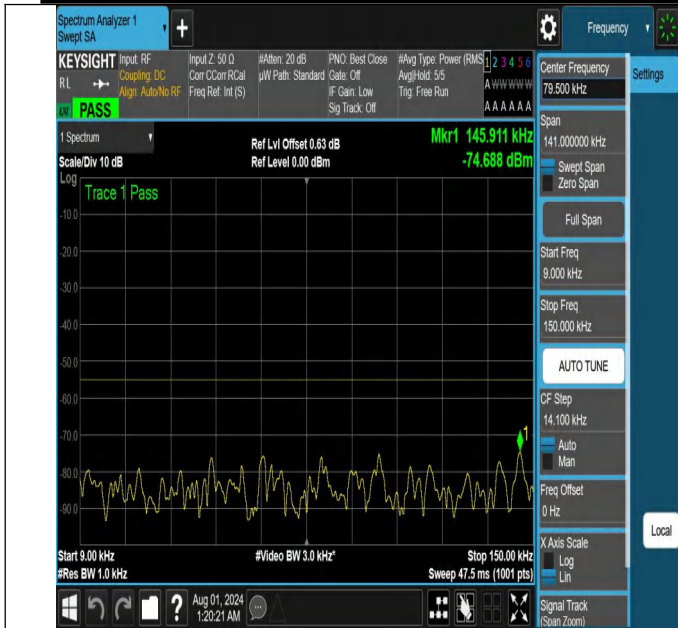 Spectrum Analyzer 1
Swept SA
+
Frequency
KEYSIGHT
RL
PASS
Input: RF
Coupling: DC
Align: Auto/No RF
Input Z: 50 Ω
Corr CCorr RCal
Freq Ref: Int (S)
#Atten: 20 dB
µW Path: Standard
PNO: Best Close
Gate: Off
IF Gain: Low
Sig Track: Off
#Avg Type: Power (RMS
Avg|Hold: 5/5
Trig: Free Run
1 2 3 4 5 6
A W W W W W
A A A A A A
1 Spectrum
Scale/Div 10 dB
Log
Ref Lvl Offset 0.63 dB
Ref Level 0.00 dBm
Mkr1 145.911 kHz
-74.688 dBm
Trace 1 Pass
-10.0
-20.0
-30.0
-40.0
-50.0
-60.0
-70.0
-80.0
-90.0
1
Start 9.00 kHz
#Res BW 1.0 kHz
#Video BW 3.0 kHz*
Stop 150.00 kHz
Sweep 47.5 ms (1001 pts)
?
Aug 01, 2024
1:20:21 AM
Center Frequency
79.500 kHz
Settings
Span
141.000000 kHz
Swept Span
Zero Span
Full Span
Start Freq
9.000 kHz
Stop Freq
150.000 kHz
AUTO TUNE
CF Step
14.100 kHz
Auto
Man
Freq Offset
0 Hz
X Axis Scale
Log
Lin
Local
Signal Track
(Span Zoom)